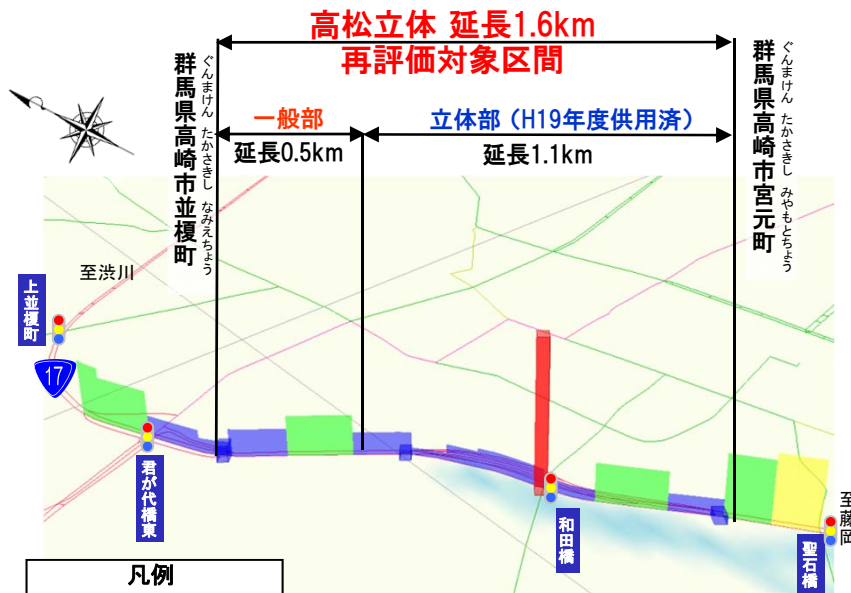 高松立体 延長1.6km
再評価対象区間
一般部
延長0.5km
立体部（H19年度供用済）
延長1.1km
群馬県高崎市並榎町
ぐんまけん たかさきし なみえちょう
群馬県高崎市宮元町
ぐんまけん たかさきし みやもとちょう
至渋川
上並榎町
17
君が代橋東
和田橋
聖石橋
至藤岡
凡例